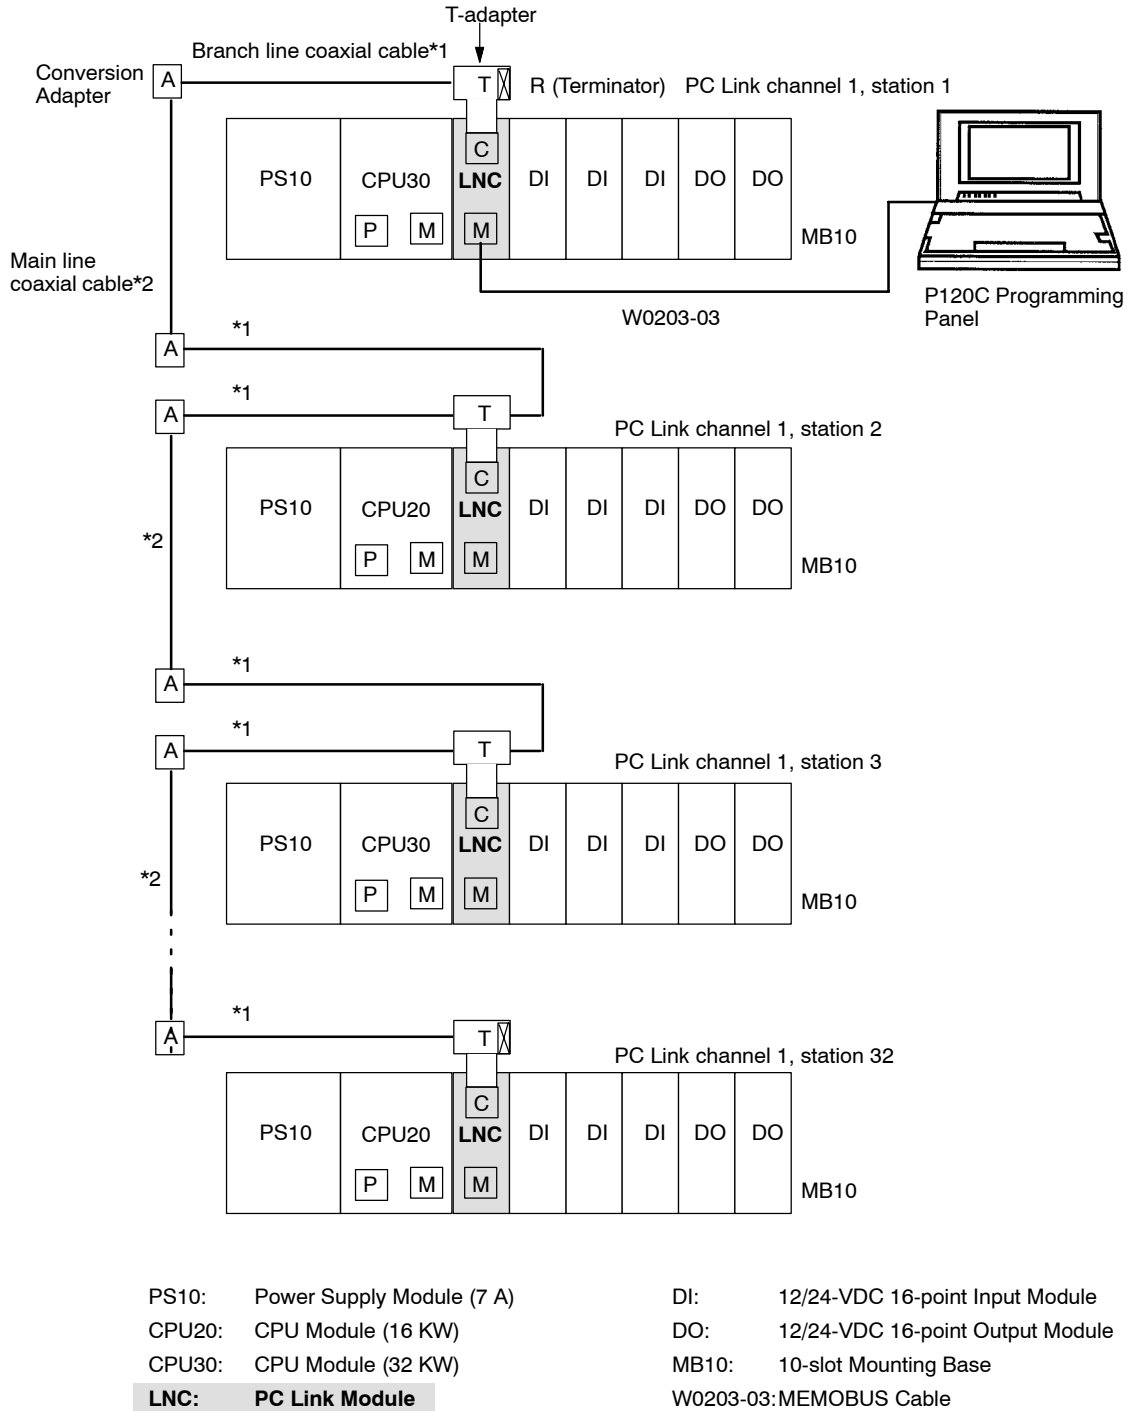 T-adapter
Branch line coaxial cable*1
Conversion
Adapter
A
T
R (Terminator)
PC Link channel 1, station 1
C
PS10
CPU30
LNC
DI
DI
DI
DO
DO
P
M
M
MB10
Main line
coaxial cable*2
W0203-03
P120C Programming
Panel
*1
A
*1
A
T
PC Link channel 1, station 2
C
PS10
CPU20
LNC
DI
DI
DI
DO
DO
*2
P
M
M
MB10
*1
A
*1
A
T
PC Link channel 1, station 3
C
PS10
CPU30
LNC
DI
DI
DI
DO
DO
*2
P
M
M
MB10
*1
A
T
PC Link channel 1, station 32
C
PS10
CPU20
LNC
DI
DI
DI
DO
DO
P
M
M
MB10
PS10: Power Supply Module (7 A)
CPU20: CPU Module (16 KW)
CPU30: CPU Module (32 KW)
LNC: PC Link Module
DI: 12/24-VDC 16-point Input Module
DO: 12/24-VDC 16-point Output Module
MB10: 10-slot Mounting Base
W0203-03:MEMOBUS Cable